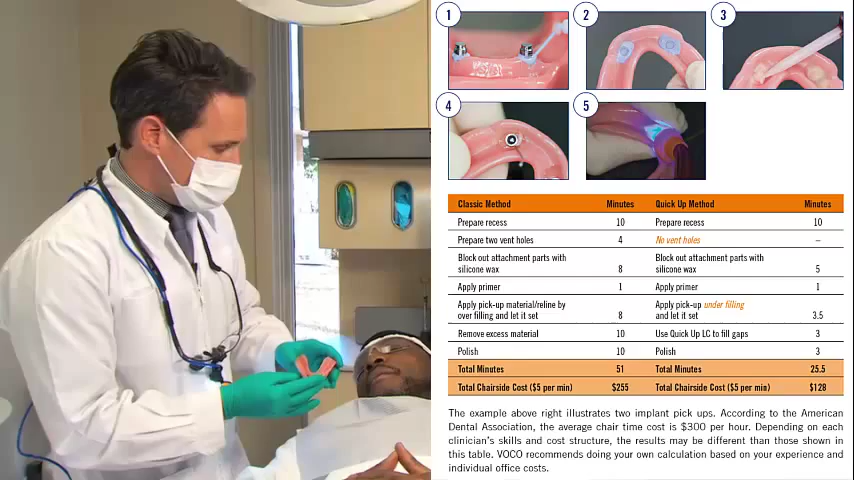 1
2
3
4
5
Classic Method Minutes Quick Up Method Minutes
Prepare recess 10 Prepare recess 10
Prepare two vent holes 4 No vent holes –
Block out attachment parts with Block out attachment parts with
silicone wax 8 silicone wax 5
Apply primer 1 Apply primer 1
Apply pick-up material/reline by Apply pick-up under filling
over filling and let it set 8 and let it set 3.5
Remove excess material 10 Use Quick Up LC to fill gaps 3
Polish 10 Polish 3
Total Minutes 51 Total Minutes 25.5
Total Chairside Cost ($5 per min) $255 Total Chairside Cost ($5 per min) $128
The example above right illustrates two implant pick ups. According to the American
Dental Association, the average chair time cost is $300 per hour. Depending on each
clinician's skills and cost structure, the results may be different than those shown in
this table. VOCO recommends doing your own calculation based on your experience and
individual office costs.